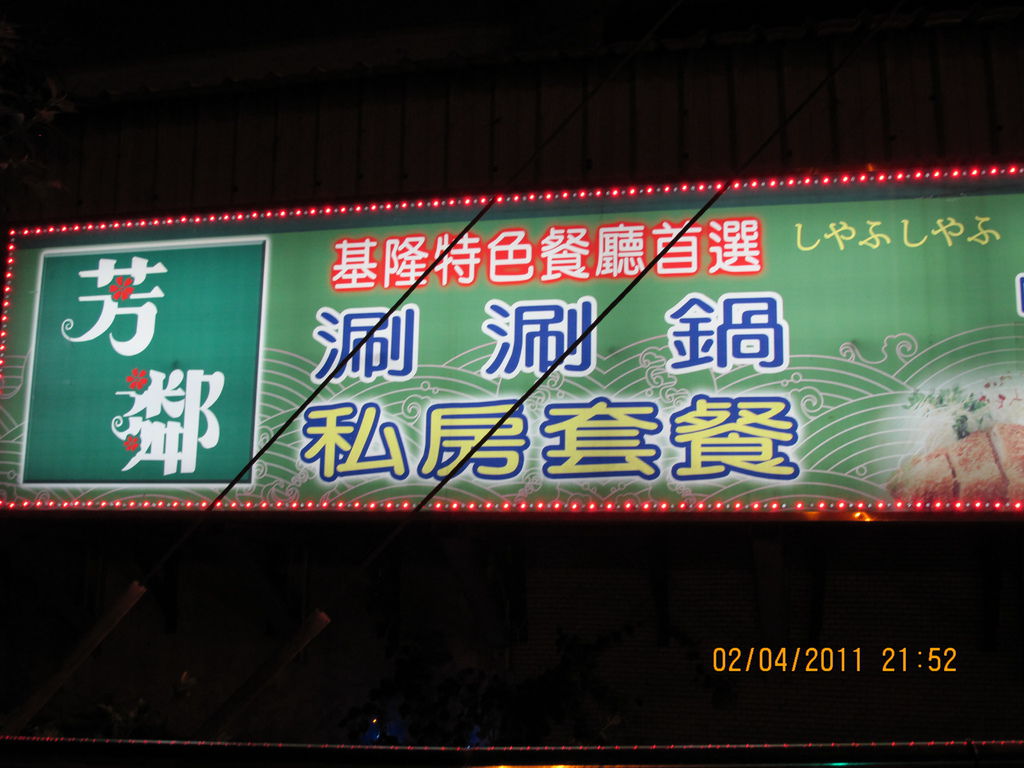 芳鄰
基隆特色餐廳首選
しやふしやふ
涮涮鍋
私房套餐
02/04/2011 21:52